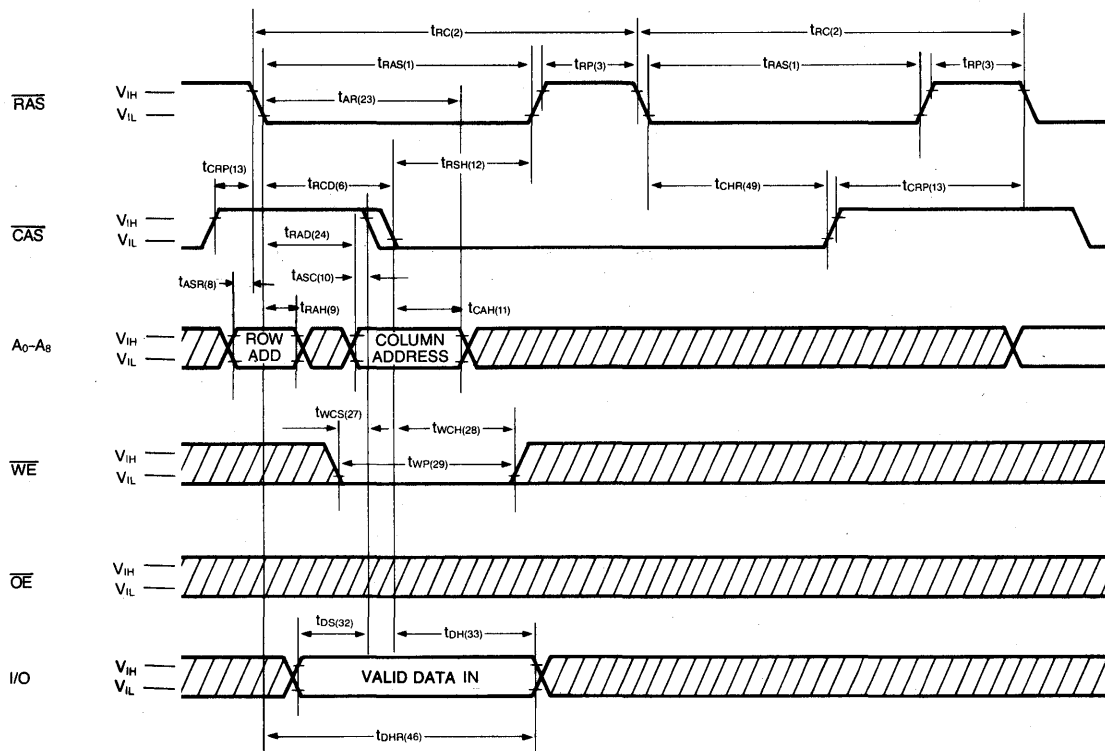 tRC(2) tRC(2)
tRAS(1) tRP(3) tRAS(1) tRP(3)
RAS VIH
VIL
tAR(23)
tRSH(12)
tCRP(13) tRCD(6) tCHR(49) tCRP(13)
CAS VIH
VIL
tRAD(24)
tASC(10)
tASR(8) tRAH(9) tCAH(11)
A0-A8 VIH
VIL
ROW
ADD
COLUMN
ADDRESS
tWCS(27) tWCH(28)
WE VIH
VIL
tWP(29)
OE VIH
VIL
tDS(32) tDH(33)
I/O VIH
VIL
VALID DATA IN
tDHR(46)